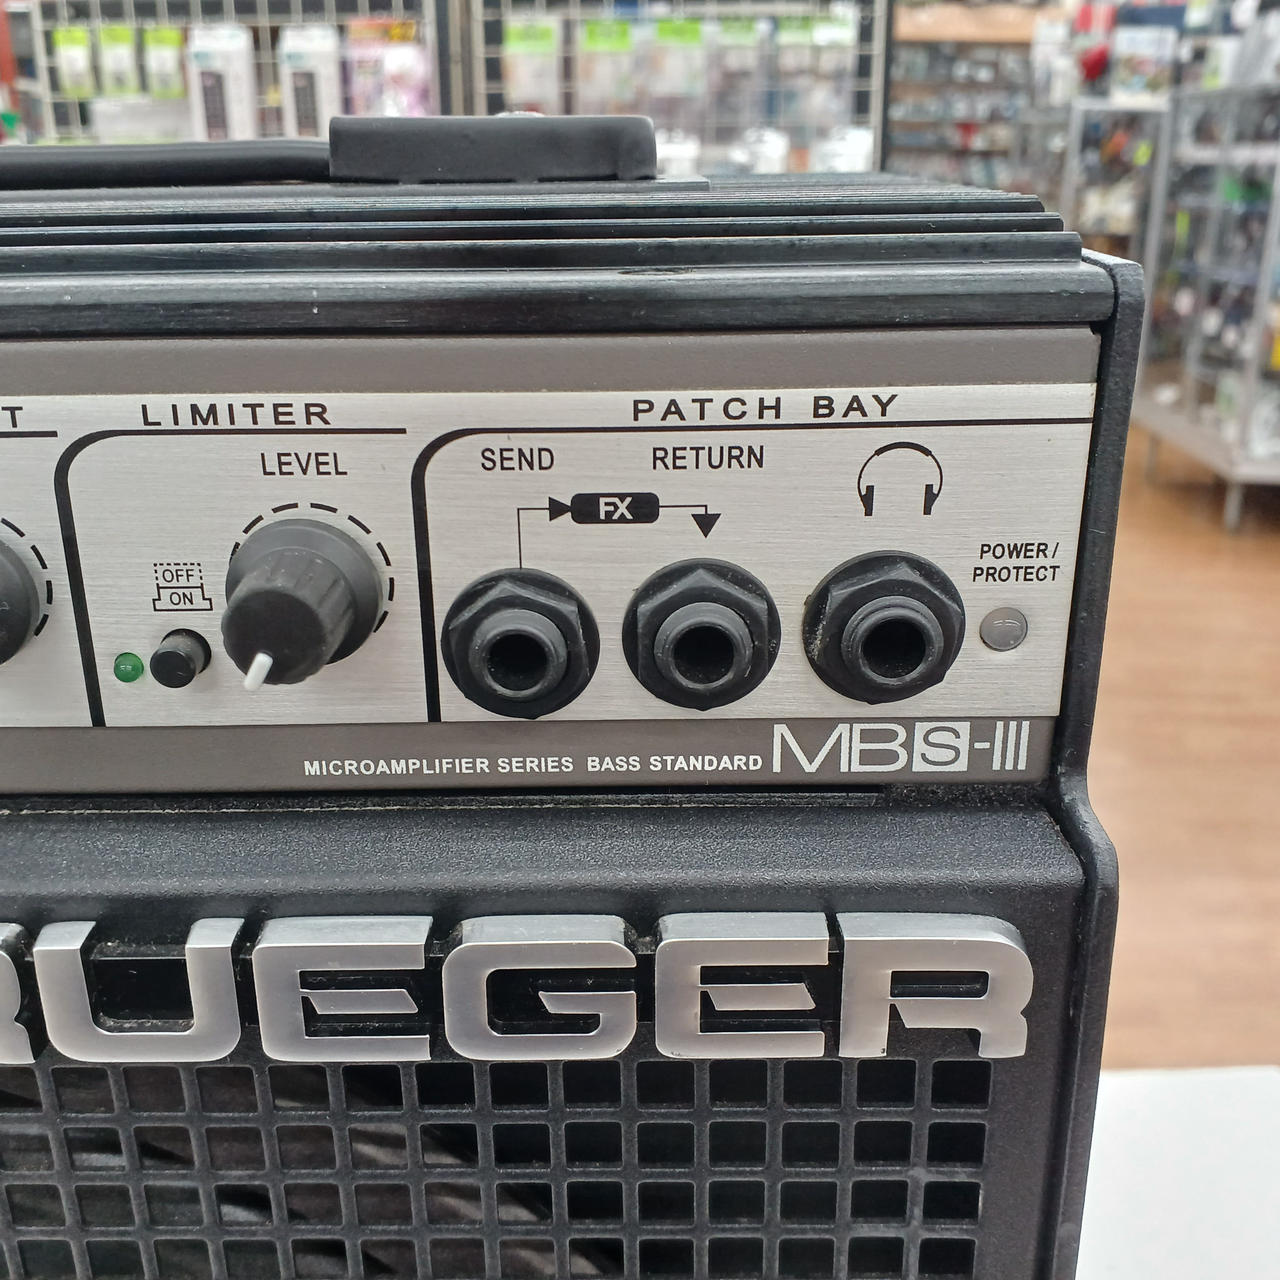 T LIMITER PATCH BAY
LEVEL SEND RETURN
FX
OFF
ON
POWER/
PROTECT
MICROAMPLIFIER SERIES BASS STANDARD MBS-III
RUEGER